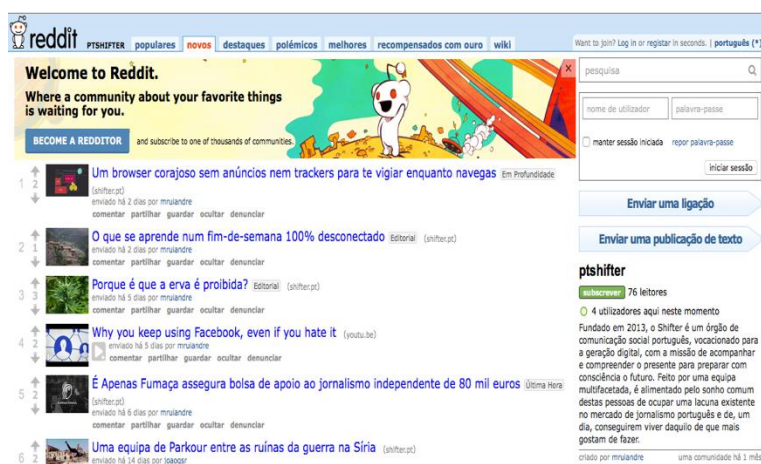 reddit PTSHIFTER populares novos destaques polémicos melhores recompensados com ouro wiki
Want to join? Log in or registar in seconds. | português (*)
Welcome to Reddit.
Where a community about your favorite things
is waiting for you.
BECOME A REDDITOR and subscribe to one of thousands of communities.
x
pesquisa
nome de utilizador palavra-passe
manter sessão iniciada repor palavra-passe
iniciar sessão
Enviar uma ligação
Enviar uma publicação de texto
ptshifter
subscrever 76 leitores
4 utilizadores aqui neste momento
Fundado em 2013, o Shifter é um órgão de
comunicação social português, vocacionado para
a geração digital, com a missão de acompanhar
e compreender o presente para preparar com
consciência o futuro. Feito por uma equipa
multifacetada, é alimentado pelo sonho comum
destas pessoas de ocupar uma lacuna existente
no mercado de jornalismo português e de, um
dia, conseguirem viver daquilo de que mais
gostam de fazer.
criado por mruiandre uma comunidade há 1 mês
1 2 Um browser corajoso sem anúncios nem trackers para te vigiar enquanto navegas Em Profundidade
(shifter.pt)
enviado há 2 dias por mruiandre
comentar partilhar guardar ocultar denunciar
2 1 O que se aprende num fim-de-semana 100% desconectado Editorial (shifter.pt)
enviado há 2 dias por mruiandre
comentar partilhar guardar ocultar denunciar
3 3 Porque é que a erva é proibida? Editorial (shifter.pt)
enviado há 5 dias por mruiandre
comentar partilhar guardar ocultar denunciar
4 2 Why you keep using Facebook, even if you hate it (youtu.be)
enviado há 5 dias por mruiandre
comentar partilhar guardar ocultar denunciar
5 2 É Apenas Fumaça assegura bolsa de apoio ao jornalismo independente de 80 mil euros Última Hora
(shifter.pt)
enviado há 6 dias por mruiandre
comentar partilhar guardar ocultar denunciar
6 2 Uma equipa de Parkour entre as ruínas da guerra na Síria (shifter.pt)
enviado há 14 dias por joaogsr